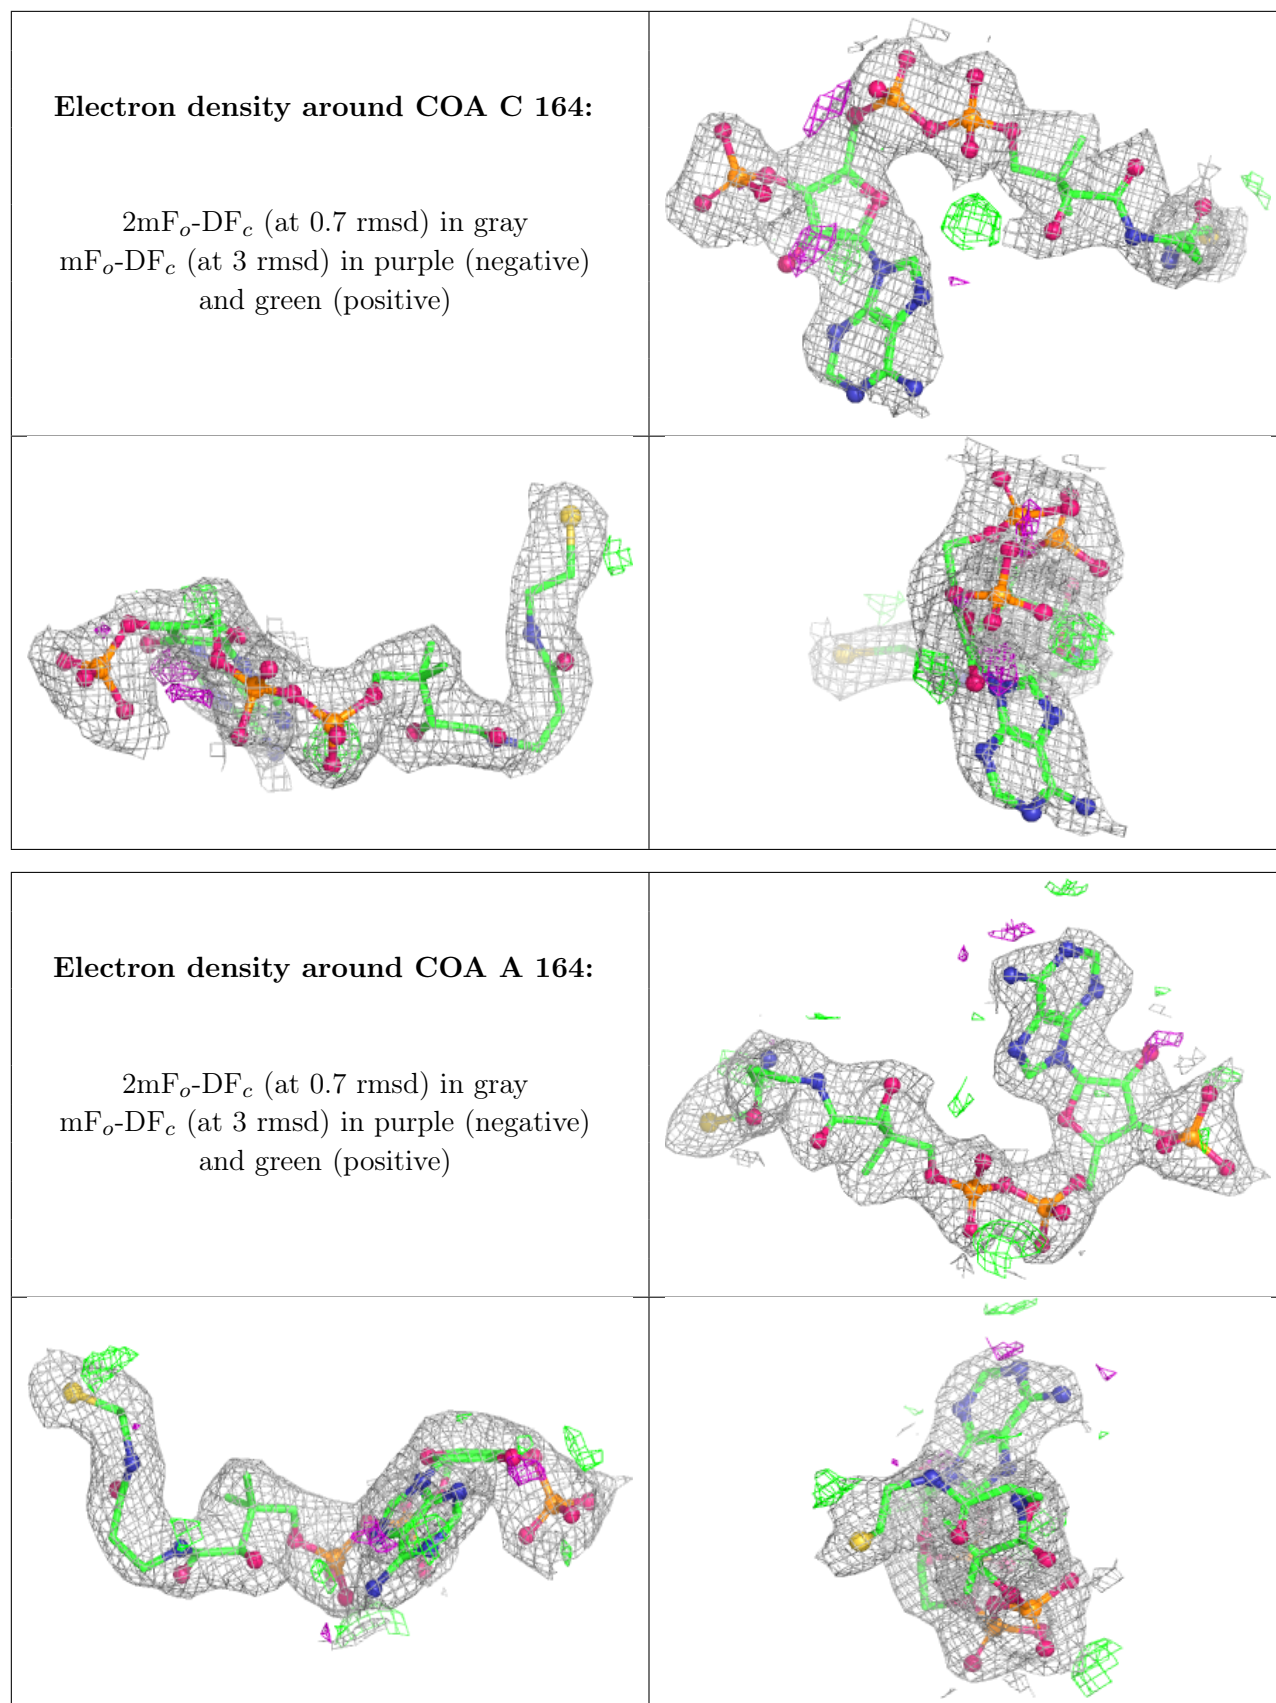 Electron density around COA C 164:
2mFo-DFc (at 0.7 rmsd) in gray
mFo-DFc (at 3 rmsd) in purple (negative)
and green (positive)
Electron density around COA A 164:
2mFo-DFc (at 0.7 rmsd) in gray
mFo-DFc (at 3 rmsd) in purple (negative)
and green (positive)